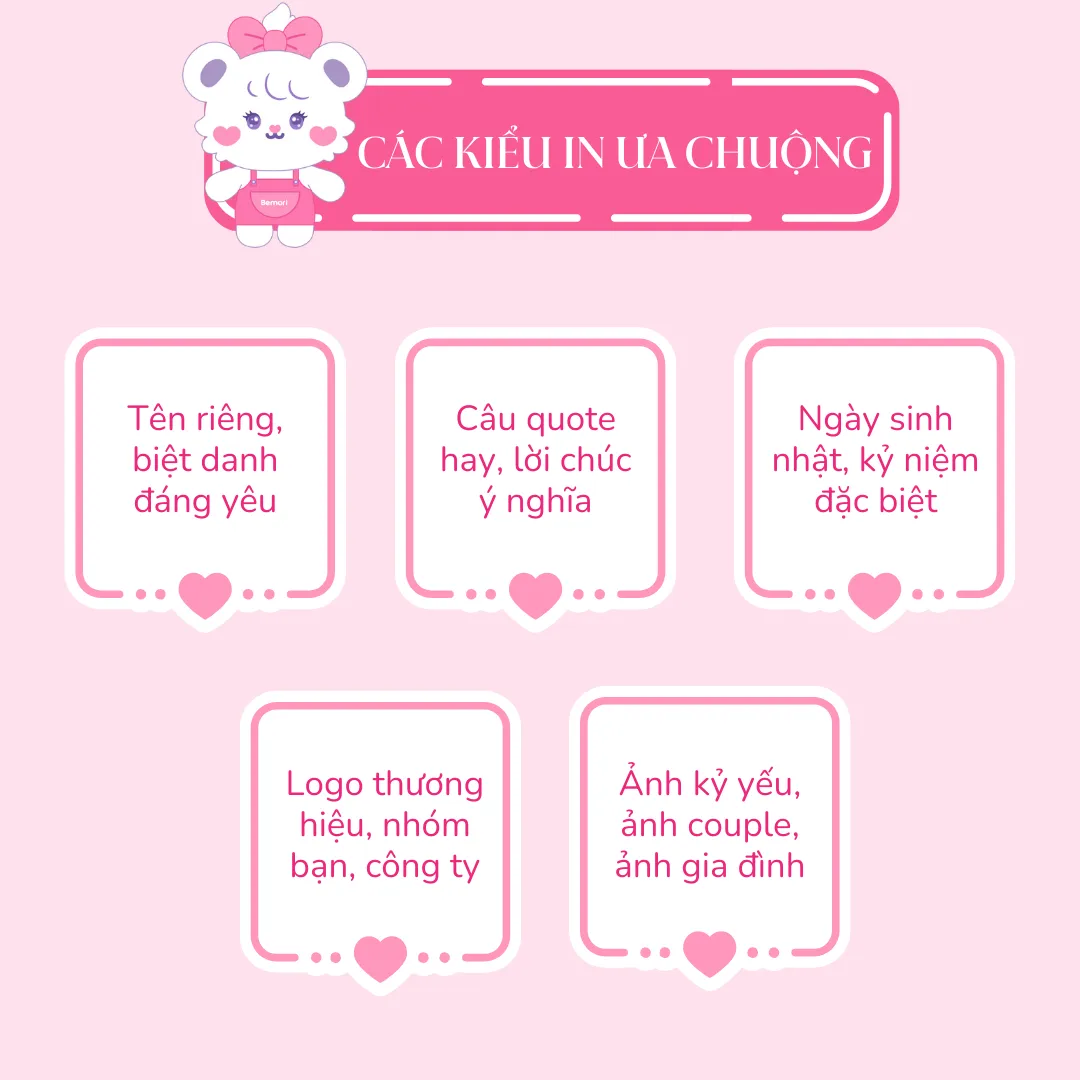 Bemori
CÁC KIỂU IN ƯA CHUỘNG
Tên riêng,
biệt danh
đáng yêu
Câu quote
hay, lời chúc
ý nghĩa
Ngày sinh
nhật, kỷ niệm
đặc biệt
Logo thương
hiệu, nhóm
bạn, công ty
Ảnh kỷ yếu,
ảnh couple,
ảnh gia đình